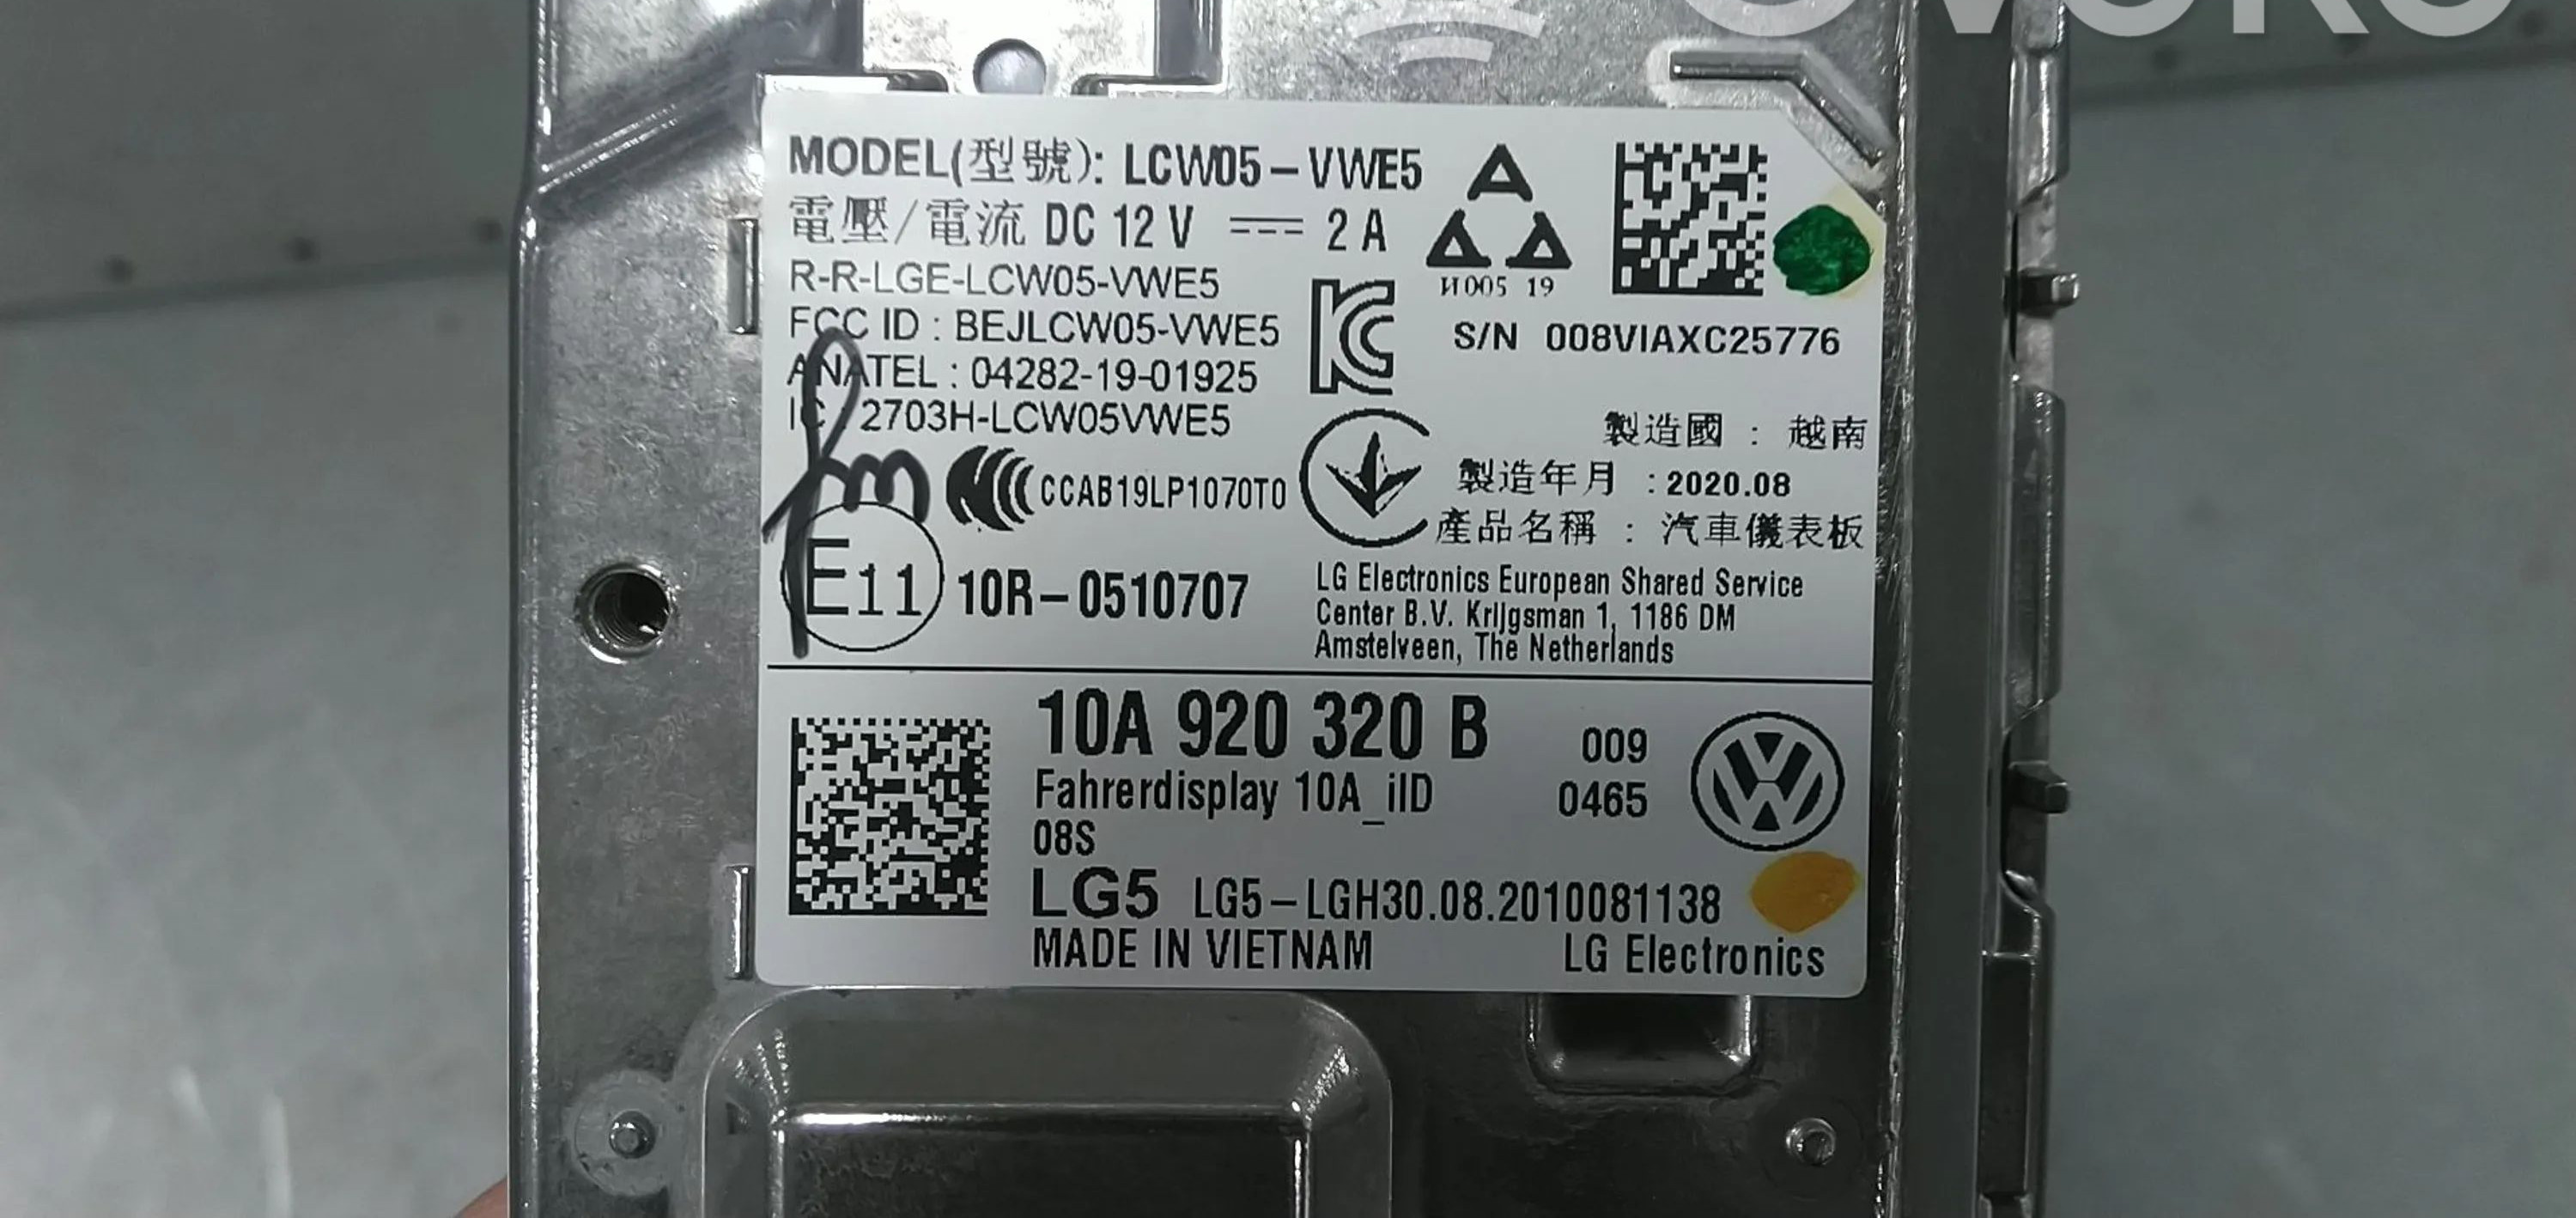 MODEL(型號): LCW05-VWE5
電壓/電流 DC 12 V ⎓ 2 A
R-R-LGE-LCW05-VWE5
FCC ID : BEJLCW05-VWE5
ANATEL : 04282-19-01925
IC : 2703H-LCW05VWE5
CCAB19LP1070T0
E11 10R-0510707
И005 19
S/N 008VIAXC25776
製造國 : 越南
製造年月 :2020.08
產品名稱 : 汽車儀表板
LG Electronics European Shared Service
Center B.V. Krijgsman 1, 1186 DM
Amstelveen, The Netherlands
10A 920 320 B 009
Fahrerdisplay 10A_iID 0465
08S
LG5 LG5-LGH30.08.2010081138
MADE IN VIETNAM LG Electronics